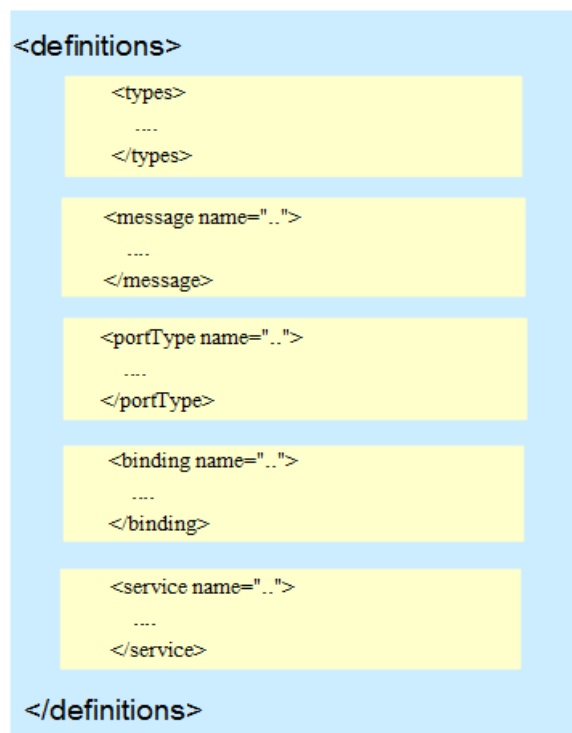 <definitions>
<types>
....
</types>
<message name="..">
....
</message>
<portType name="..">
....
</portType>
<binding name="..">
....
</binding>
<service name="..">
....
</service>
</definitions>